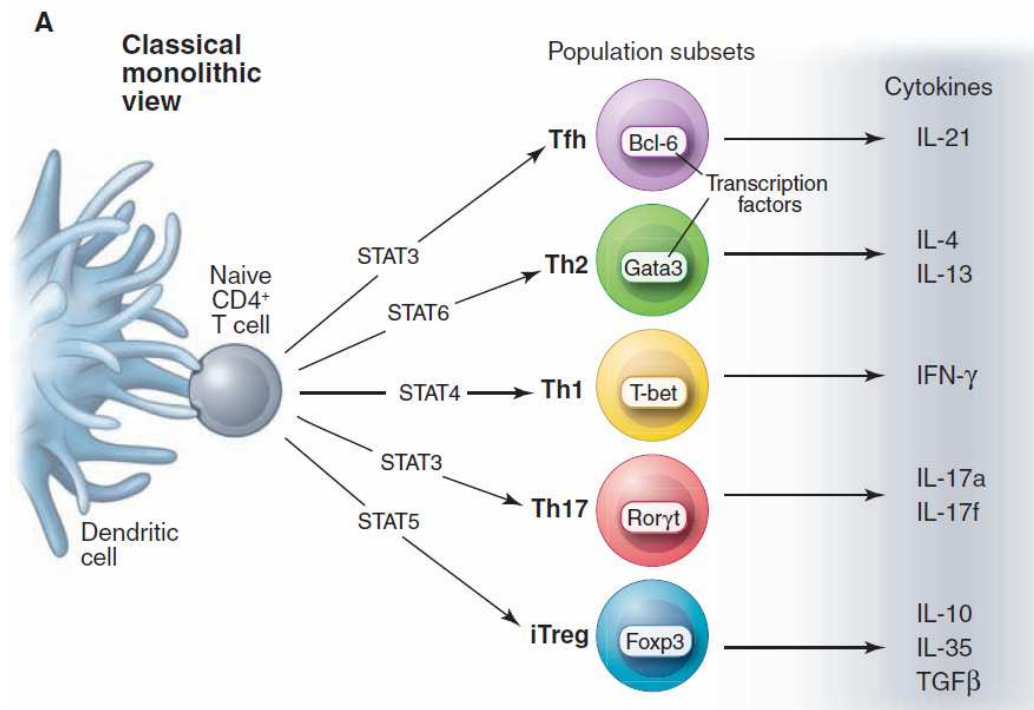 A
Classical
monolithic
view
Population subsets
Cytokines
Tfh
Bcl-6
IL-21
Transcription
factors
STAT3
Th2
Gata3
IL-4
IL-13
Naive
CD4⁺
T cell
STAT6
STAT4
Th1
T-bet
IFN-γ
STAT3
Th17
Rorγt
IL-17a
IL-17f
STAT5
Dendritic
cell
iTreg
Foxp3
IL-10
IL-35
TGFβ